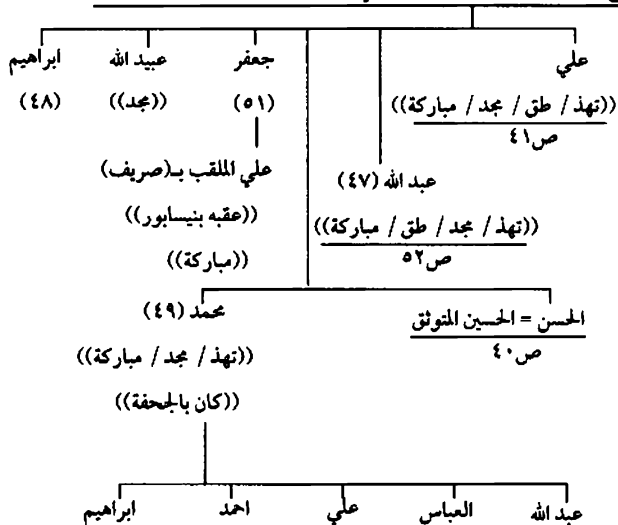 علي جعفر عبيد الله ابراهيم
((تهذ / طق / مجد / مباركة)) (٥١) ((مجد)) (٤٨)
ص٤١
علي الملقب بـ(صريف)
عبد الله (٤٧)
((عقبه بنيسابور))
((تهذ / مجد / طق / مباركة))
((مباركة))
ص٥٢
محمد (٤٩)
الحسن = الحسين المتوثق
ص٤٠
((تهذ / مجد / مباركة))
((كان بالجحفة))
عبد الله العباس علي احمد ابراهيم